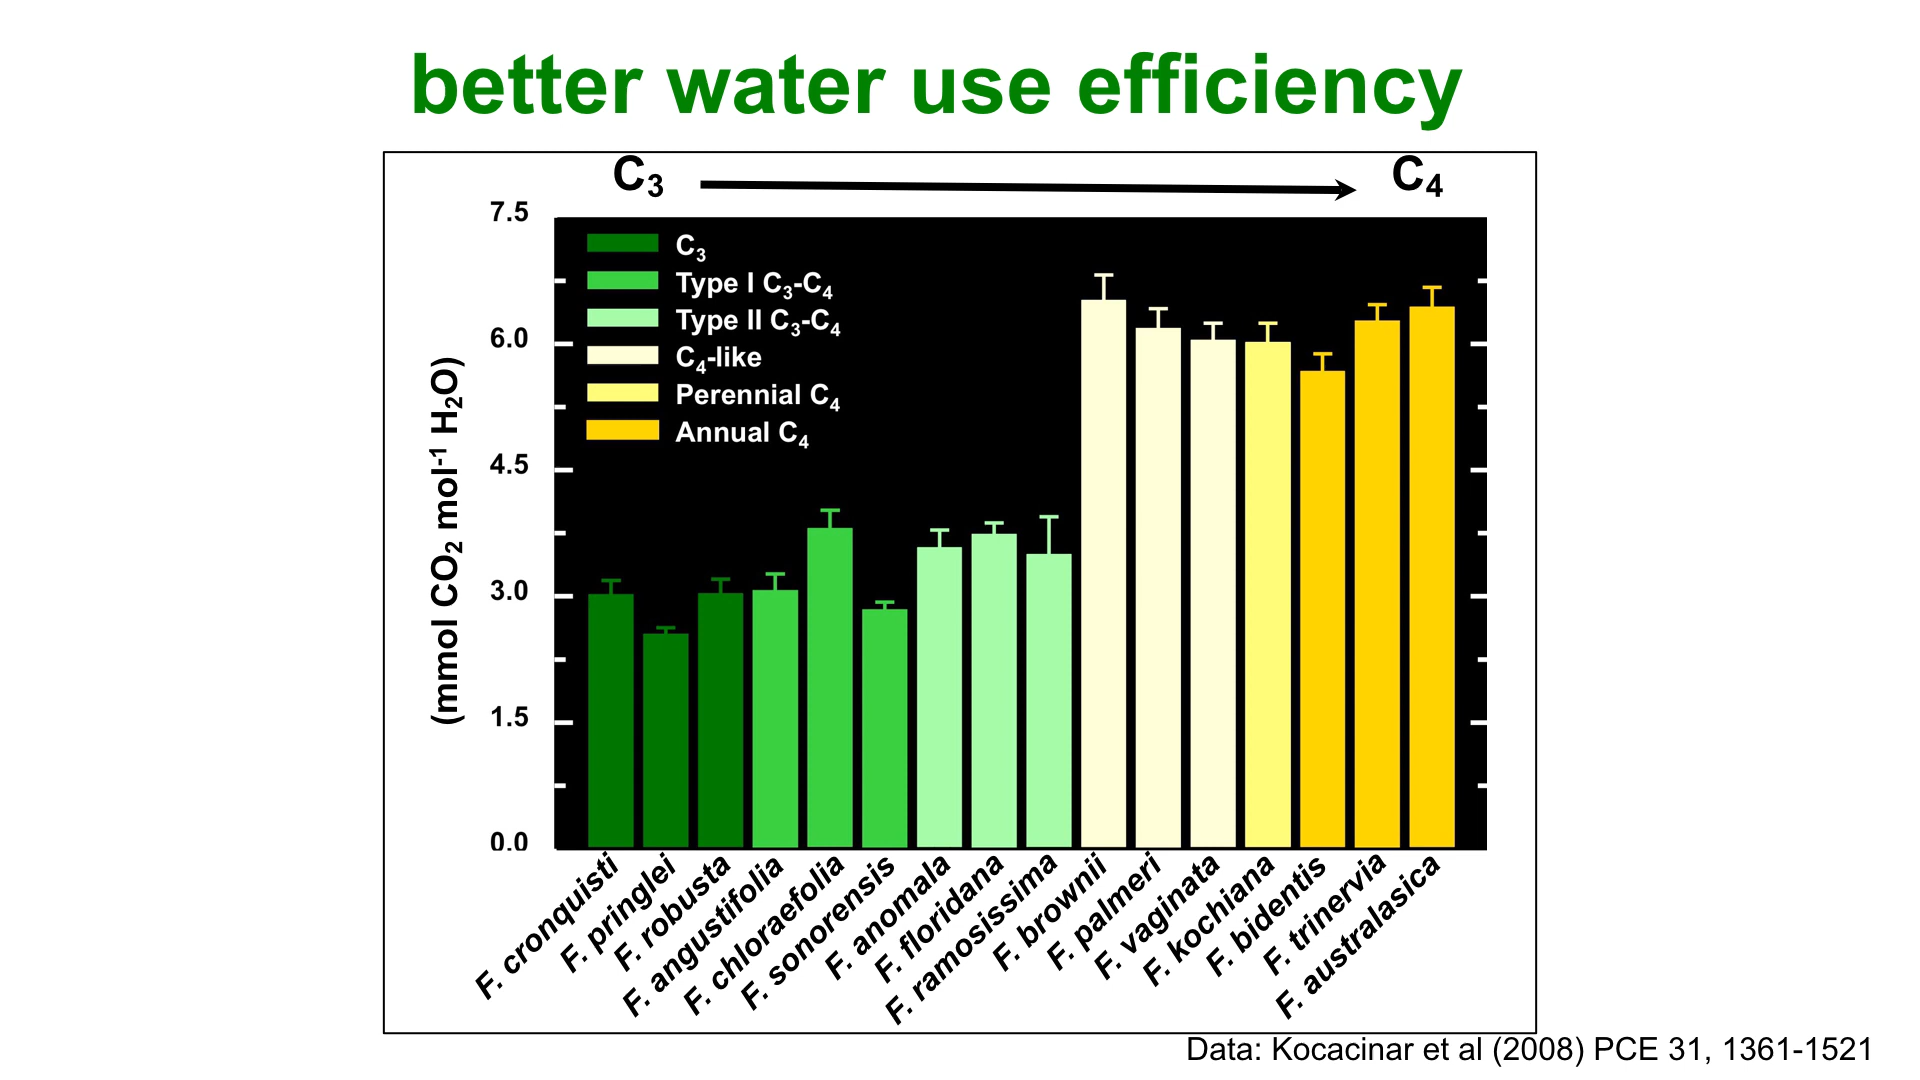 better water use efficiency
C₃ C₄
7.5
6.0
4.5
3.0
1.5
0.0
(mmol CO₂ mol⁻¹ H₂O)
C₃
Type I C₃-C₄
Type II C₃-C₄
C₄-like
Perennial C₄
Annual C₄
F. cronquisti
F. pringlei
F. robusta
F. angustifolia
F. chloraefolia
F. sonorensis
F. anomala
F. floridana
F. ramosissima
F. brownii
F. palmeri
F. vaginata
F. kochiana
F. bidentis
F. trinervia
F. australasica
Data: Kocacinar et al (2008) PCE 31, 1361-1521